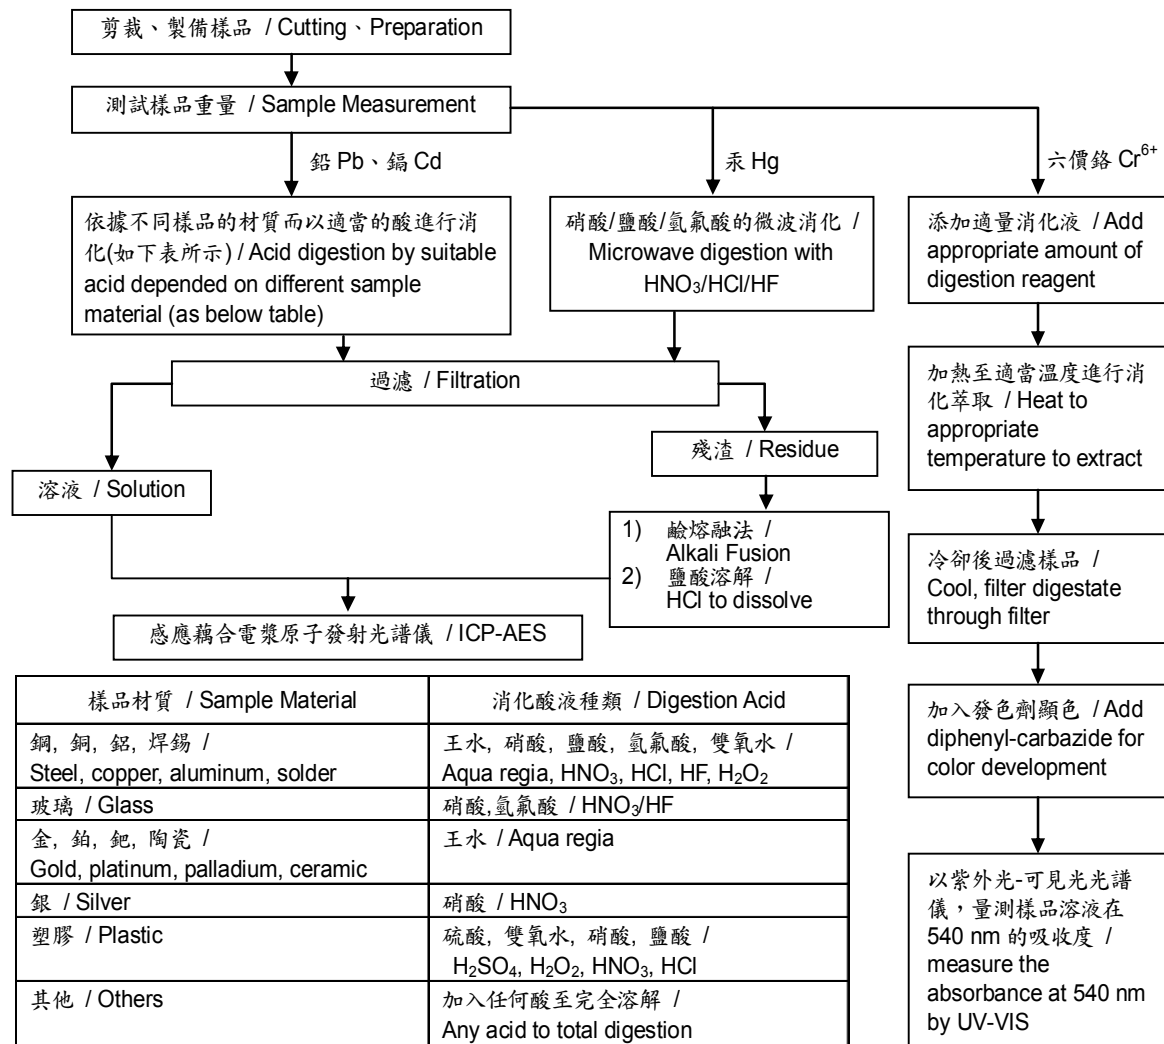 剪裁、製備樣品 / Cutting、Preparation
測試樣品重量 / Sample Measurement
鉛 Pb、鎘 Cd
汞 Hg
六價鉻 Cr⁶⁺
依據不同樣品的材質而以適當的酸進行消
化(如下表所示) / Acid digestion by suitable
acid depended on different sample
material (as below table)
硝酸/鹽酸/氫氟酸的微波消化 /
Microwave digestion with
HNO₃/HCl/HF
添加適量消化液 / Add
appropriate amount of
digestion reagent
過濾 / Filtration
加熱至適當溫度進行消
化萃取 / Heat to
appropriate
temperature to extract
溶液 / Solution
殘渣 / Residue
1) 鹼熔融法 /
Alkali Fusion
2) 鹽酸溶解 /
HCl to dissolve
冷卻後過濾樣品 /
Cool, filter digestate
through filter
感應藕合電漿原子發射光譜儀 / ICP-AES
加入發色劑顯色 / Add
diphenyl-carbazide for
color development
以紫外光-可見光光譜
儀，量測樣品溶液在
540 nm 的吸收度 /
measure the
absorbance at 540 nm
by UV-VIS
樣品材質 / Sample Material
消化酸液種類 / Digestion Acid
鋼, 銅, 鋁, 焊錫 /
Steel, copper, aluminum, solder
王水, 硝酸, 鹽酸, 氫氟酸, 雙氧水 /
Aqua regia, HNO₃, HCl, HF, H₂O₂
玻璃 / Glass
硝酸,氫氟酸 / HNO₃/HF
金, 鉑, 鈀, 陶瓷 /
Gold, platinum, palladium, ceramic
王水 / Aqua regia
銀 / Silver
硝酸 / HNO₃
塑膠 / Plastic
硫酸, 雙氧水, 硝酸, 鹽酸 /
H₂SO₄, H₂O₂, HNO₃, HCl
其他 / Others
加入任何酸至完全溶解 /
Any acid to total digestion